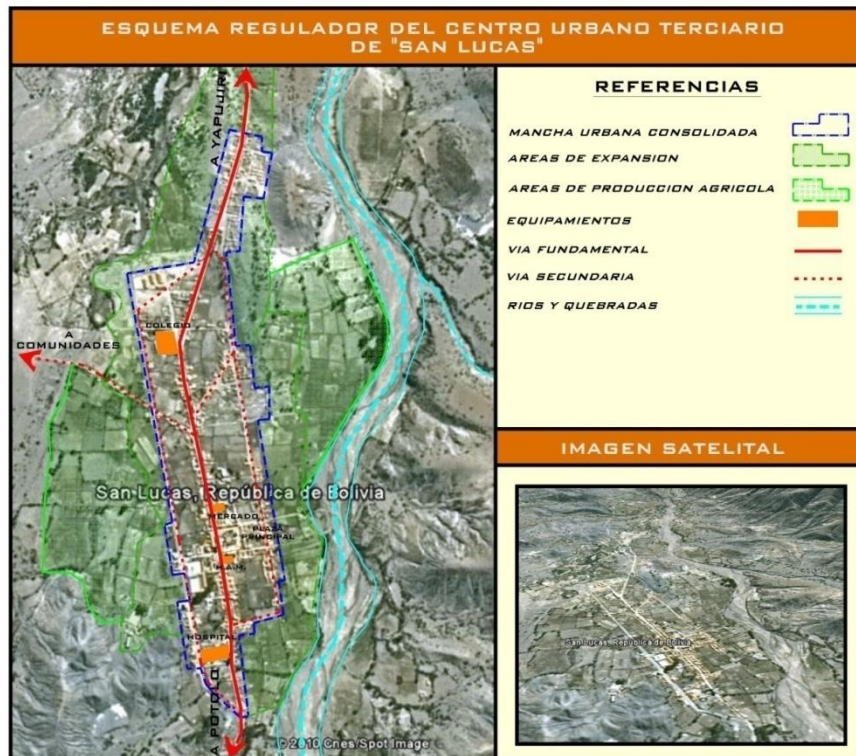 ESQUEMA REGULADOR DEL CENTRO URBANO TERCIARIO
DE "SAN LUCAS"
A YAPUJIRI
COLEGIO
A
COMUNIDADES
San Lucas, República de Bolivia
MERCADO
PLAZA
PRINCIPAL
H.A.M.
HOSPITAL
A POTOLO
© 2010 Cnes/Spot Image
REFERENCIAS
MANCHA URBANA CONSOLIDADA
AREAS DE EXPANSION
AREAS DE PRODUCCION AGRICOLA
EQUIPAMIENTOS
VIA FUNDAMENTAL
VIA SECUNDARIA
RIOS Y QUEBRADAS
IMAGEN SATELITAL
San Lucas, República de Bolivia